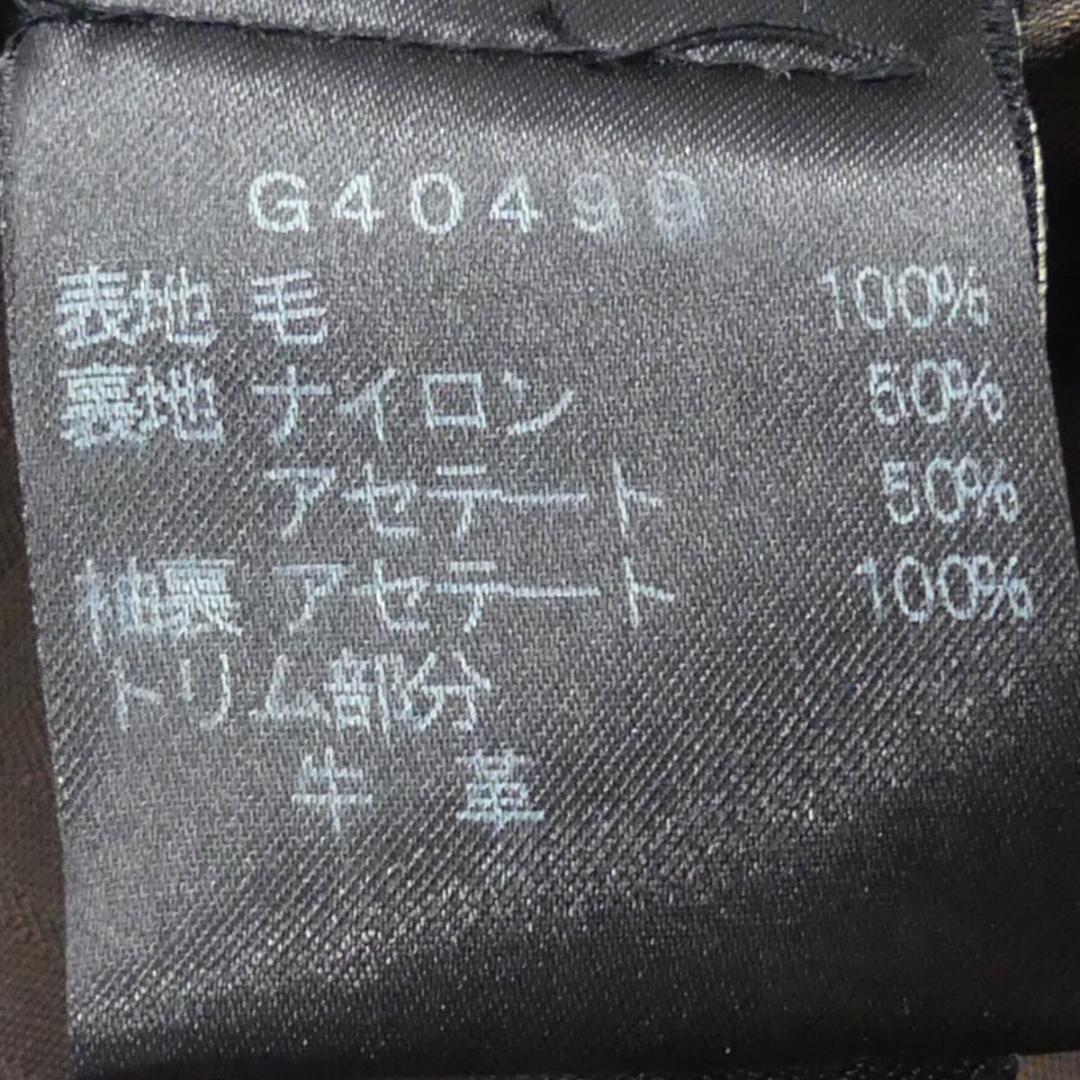 G40499
表地 毛 100%
裏地 ナイロン 50%
アセテート 50%
袖裏 アセテート 100%
トリム部分
牛 革